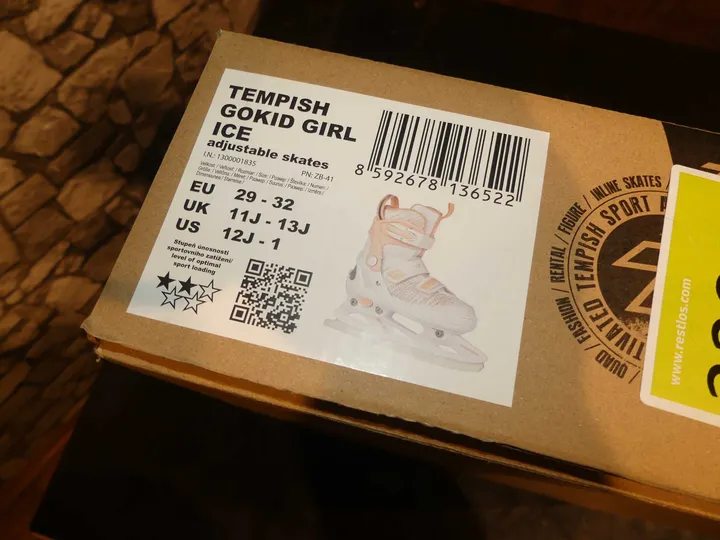 TEMPISH
GOKID GIRL
ICE
adjustable skates
I.N.: 1300001835
PN: ZB-41
EU 29 - 32
UK 11J - 13J
US 12J - 1
Stupeň únosnosti
sportovního zatížení/
level of optimal
sport loading
8 592678 136522
QUAD / FASHION / RENTAL / FIGURE / INLINE SKATES /
TIVATED TEMPISH SPORT A
www.restlos.com